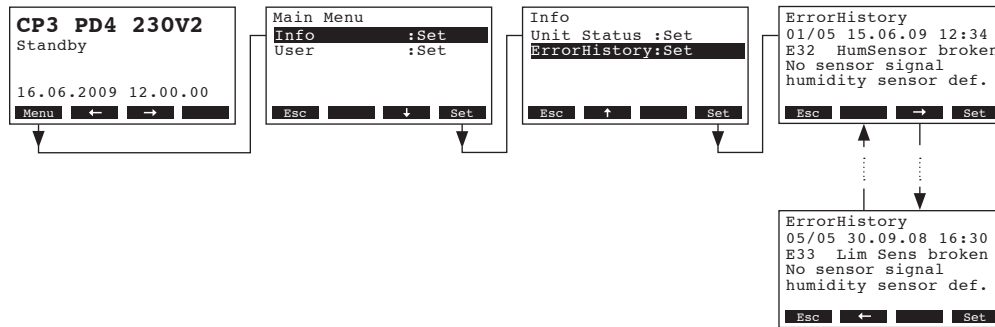 CP3 PD4 230V2
Standby
16.06.2009 12.00.00
Menu ← →
Main Menu
Info :Set
User :Set
Esc ↓ Set
Info
Unit Status :Set
ErrorHistory:Set
Esc ↑ Set
ErrorHistory
01/05 15.06.09 12:34
E32 HumSensor broken
No sensor signal
humidity sensor def.
Esc → Set
ErrorHistory
05/05 30.09.08 16:30
E33 Lim Sens broken
No sensor signal
humidity sensor def.
Esc ← Set